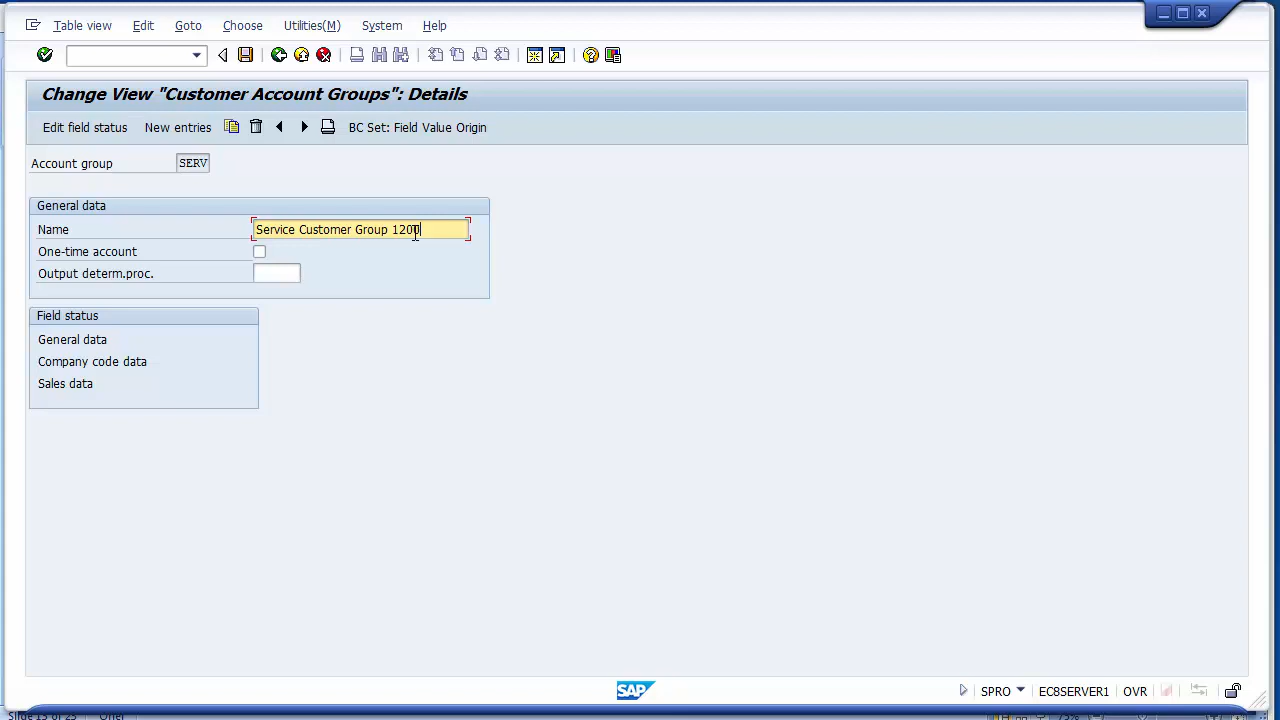 Table view Edit Goto Choose Utilities(M) System Help
Change View "Customer Account Groups": Details
Edit field status New entries BC Set: Field Value Origin
Account group SERV
General data
Name Service Customer Group 1200
One-time account
Output determ.proc.
Field status
General data
Company code data
Sales data
SAP SPRO EC8SERVER1 OVR